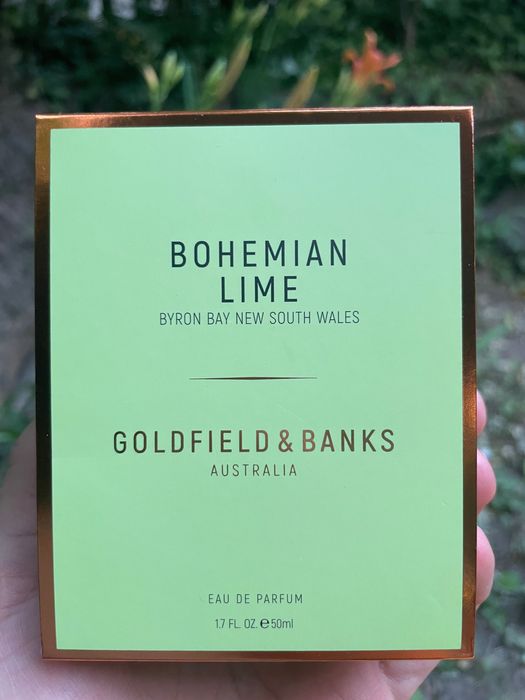 BOHEMIAN
LIME
BYRON BAY NEW SOUTH WALES
GOLDFIELD & BANKS
AUSTRALIA
EAU DE PARFUM
1.7 FL. OZ. ℮ 50ml